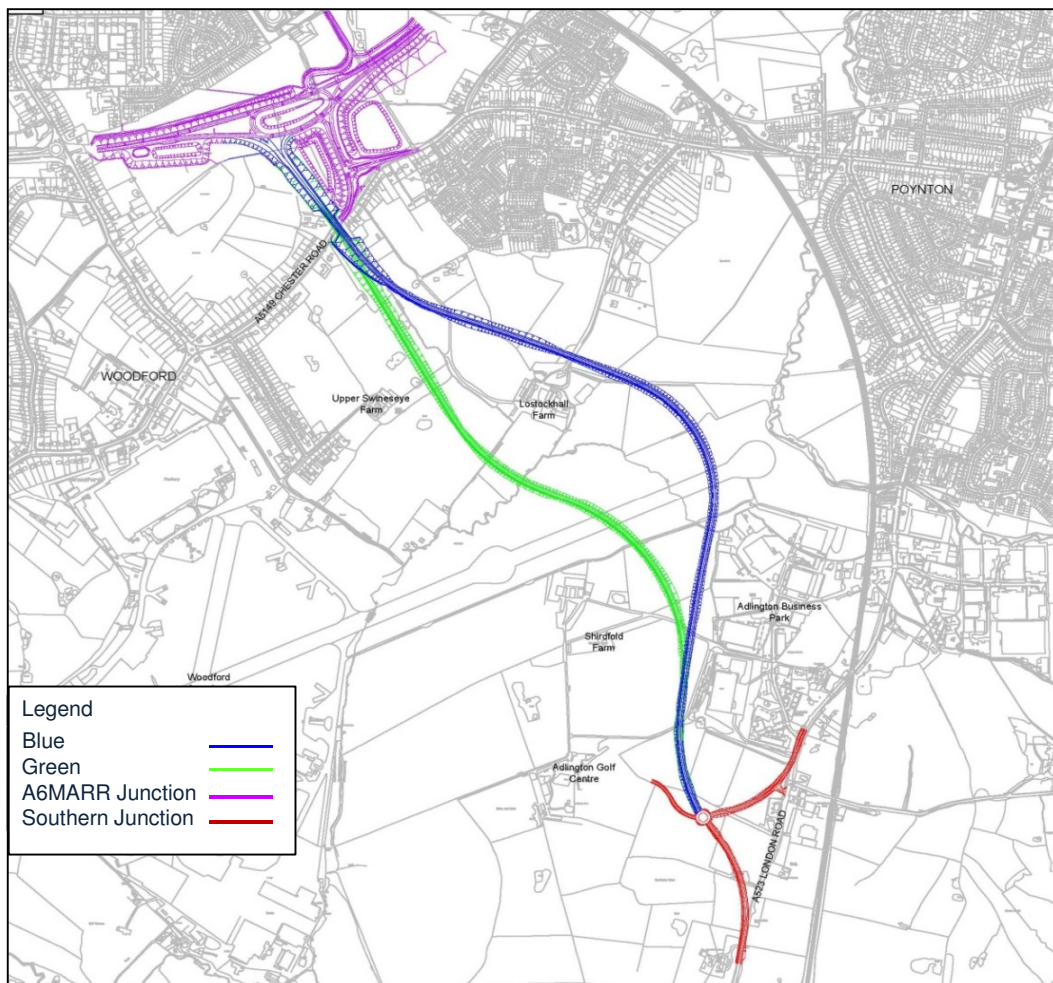 POYNTON
A5149 CHESTER ROAD
WOODFORD
Upper Swineseye
Farm
Lostockhall
Farm
Adlington Business
Park
Shirdfold
Farm
Woodford
Adlington Golf
Centre
A523 LONDON ROAD
Legend
Blue
Green
A6MARR Junction
Southern Junction